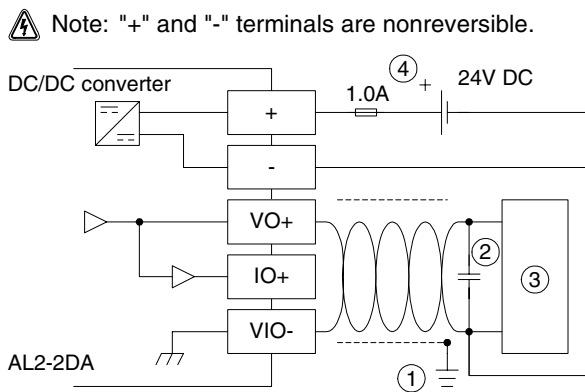 Note: "+" and "-" terminals are nonreversible.
DC/DC converter
4
+
24V DC
1.0A
+
-
VO+
IO+
VIO-
2
3
AL2-2DA
1